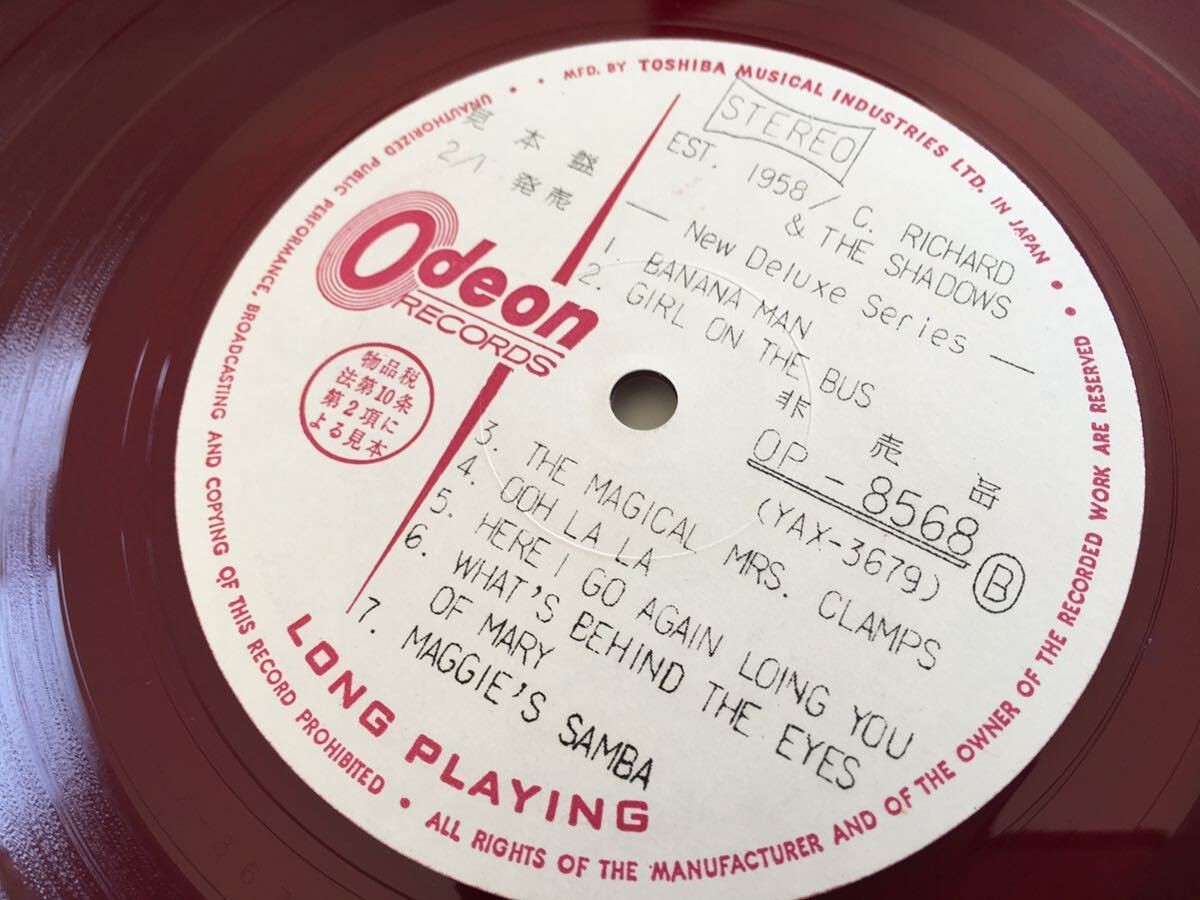 MFD. BY TOSHIBA MUSICAL INDUSTRIES LTD. IN JAPAN
STEREO
見本盤
2/1 発売
EST. 1958 / C. RICHARD
& THE SHADOWS
— New Deluxe Series —
1 BANANA MAN
2. GIRL ON THE BUS
Odeon
RECORDS
物品税
法第10条
第2項に
よる見本
非売品
OP-8568
(YAX-3679) B
3. THE MAGICAL MRS. CLAMPS
4. OOH LA LA
5. HERE I GO AGAIN LOING YOU
6. WHAT'S BEHIND THE EYES
OF MARY
7. MAGGIE'S SAMBA
LONG PLAYING
ALL RIGHTS OF THE MANUFACTURER AND OF THE OWNER OF THE RECORDED WORK ARE RESERVED
UNAUTHORIZED PUBLIC PERFORMANCE, BROADCASTING AND COPYING OF THIS RECORD PROHIBITED